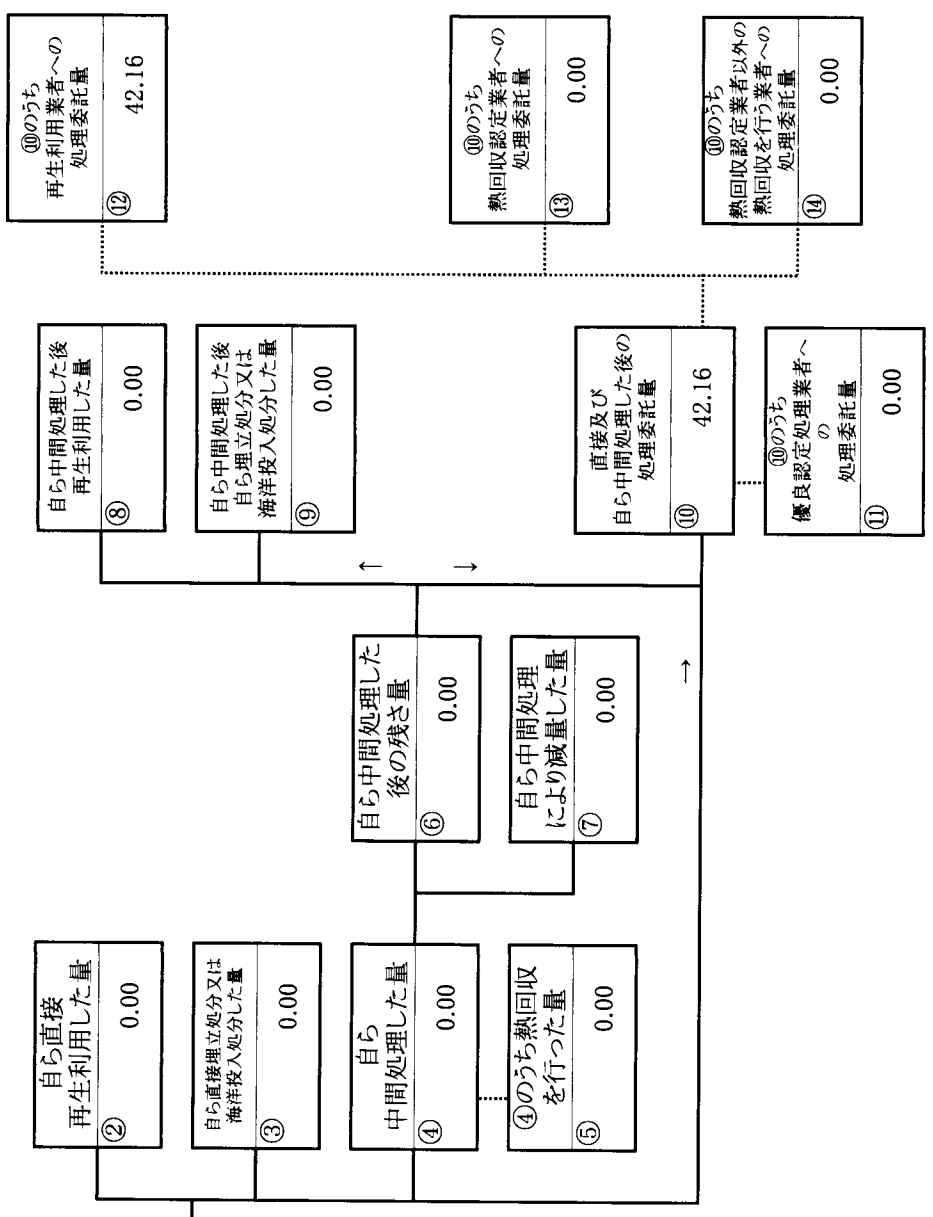 自ら直接
再生利用した量
②
0.00
自ら直接埋立処分又は
海洋投入処分した量
③
0.00
自ら
中間処理した量
④
0.00
④のうち熱回収
を行った量
⑤
0.00
自ら中間処理した
後の残さ量
⑥
0.00
自ら中間処理
により減量した量
⑦
0.00
自ら中間処理した後
再生利用した量
⑧
0.00
自ら中間処理した後
自ら埋立処分又は
海洋投入処分した量
⑨
0.00
直接及び
自ら中間処理した後の
処理委託量
⑩
42.16
⑩のうち
優良認定処理業者へ
の
処理委託量
⑪
0.00
⑩のうち
再生利用業者への
処理委託量
⑫
42.16
⑩のうち
熱回収認定業者への
処理委託量
⑬
0.00
⑩のうち
熱回収認定業者以外の
熱回収を行う業者への
処理委託量
⑭
0.00